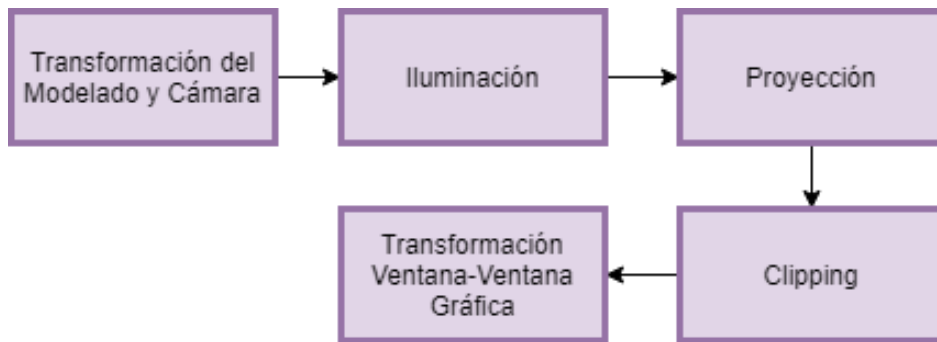 Transformación del
Modelado y Cámara
Iluminación
Proyección
Clipping
Transformación
Ventana-Ventana
Gráfica